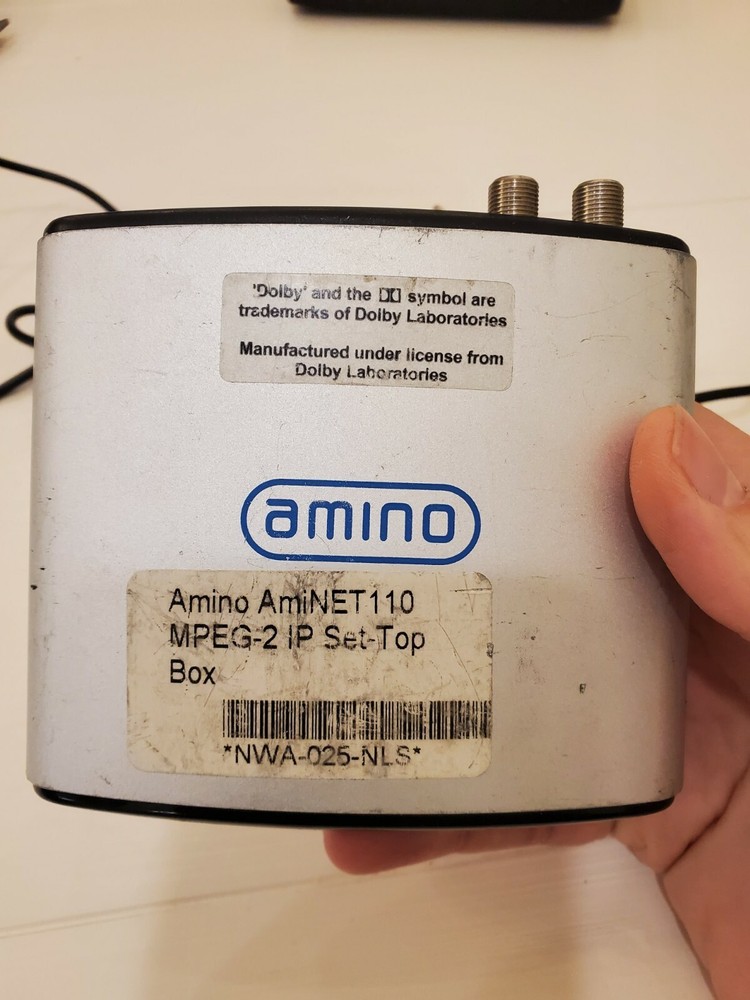 'Dolby' and the symbol are
trademarks of Dolby Laboratories
Manufactured under license from
Dolby Laboratories
amino
Amino AmiNET110
MPEG-2 IP Set-Top
Box
*NWA-025-NLS*